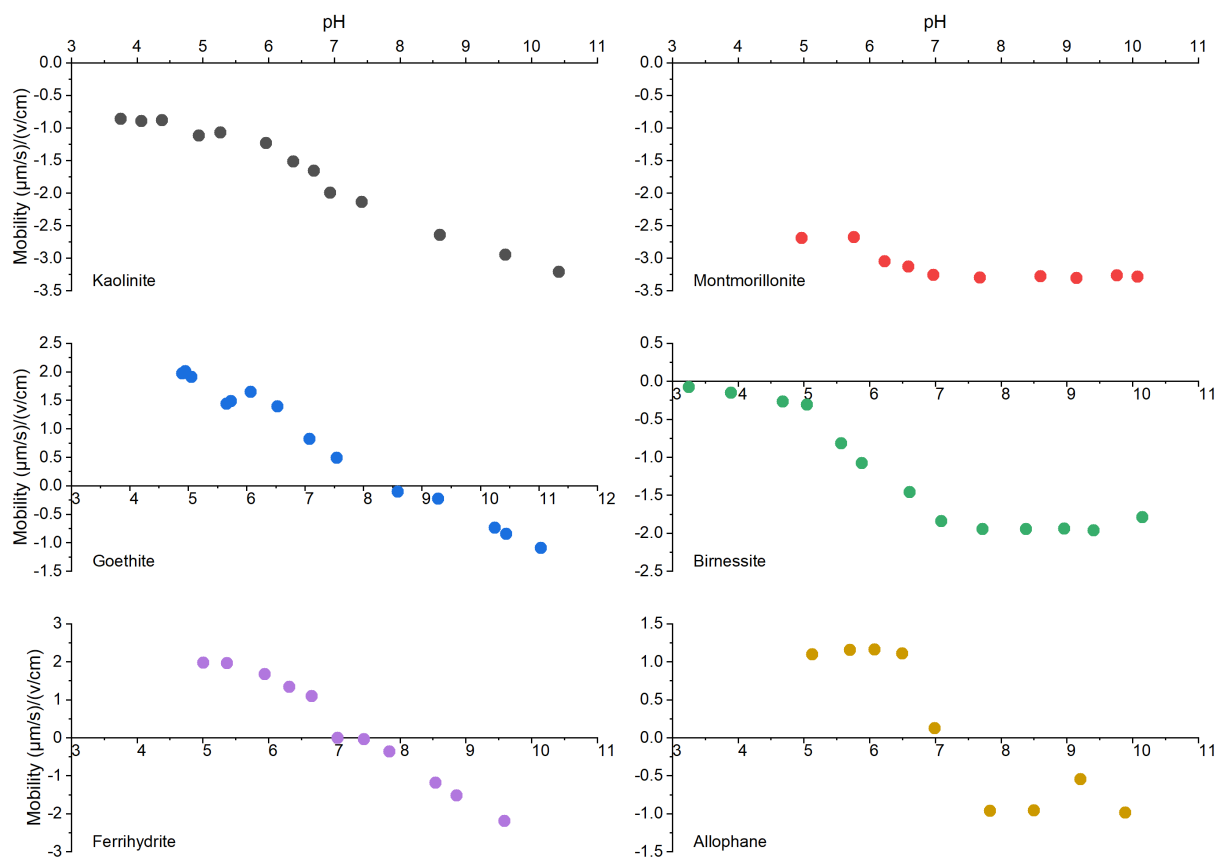 pH
3 4 5 6 7 8 9 10 11
0.0
-0.5
-1.0
-1.5
-2.0
-2.5
-3.0
-3.5
Mobility (μm/s)/(v/cm)
Kaolinite
pH
3 4 5 6 7 8 9 10 11
0.0
-0.5
-1.0
-1.5
-2.0
-2.5
-3.0
-3.5
Montmorillonite
2.5
2.0
1.5
1.0
0.5
0.0
-0.5
-1.0
-1.5
3 4 5 6 7 8 9 10 11 12
Mobility (μm/s)/(v/cm)
Goethite
0.5
0.0
-0.5
-1.0
-1.5
-2.0
-2.5
3 4 5 6 7 8 9 10 11
Birnessite
3
2
1
0
-1
-2
-3
3 4 5 6 7 8 9 10 11
Mobility (μm/s)/(v/cm)
Ferrihydrite
1.5
1.0
0.5
0.0
-0.5
-1.0
-1.5
3 4 5 6 7 8 9 10 11
Allophane